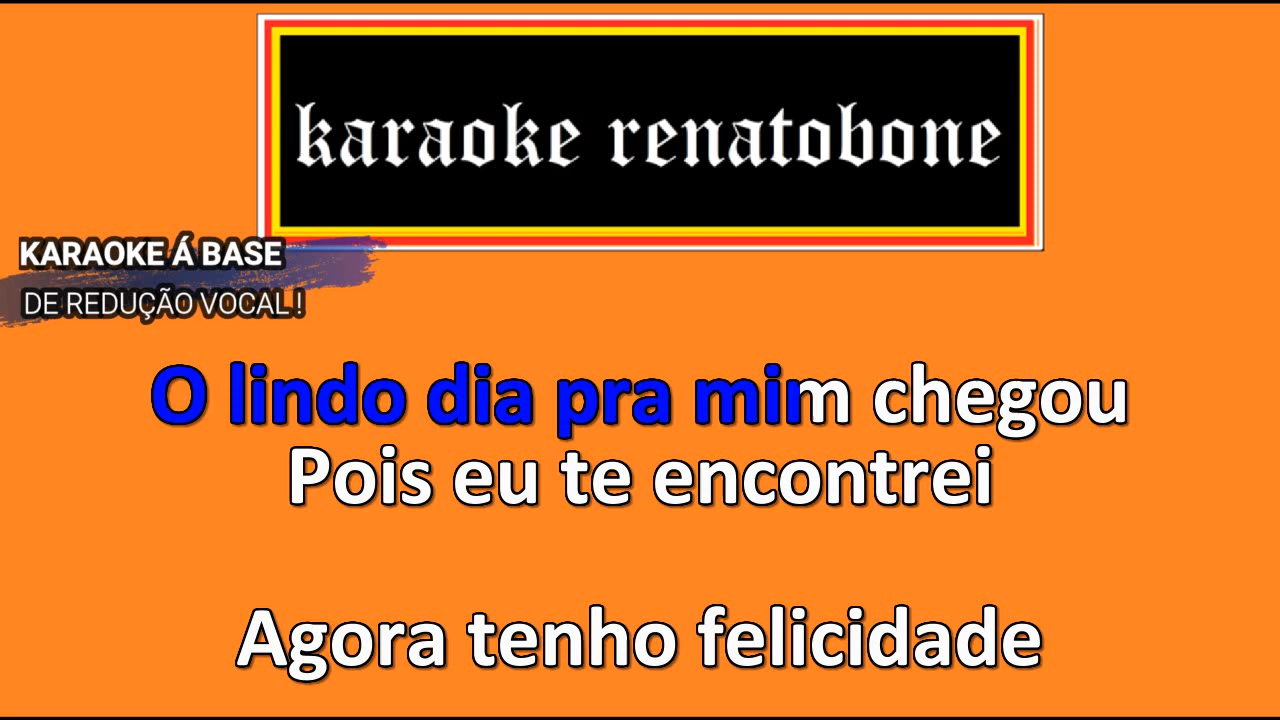 karaoke renatobone
KARAOKE Á BASE
DE REDUÇÃO VOCAL !
O lindo dia pra mim chegou
Pois eu te encontrei
Agora tenho felicidade